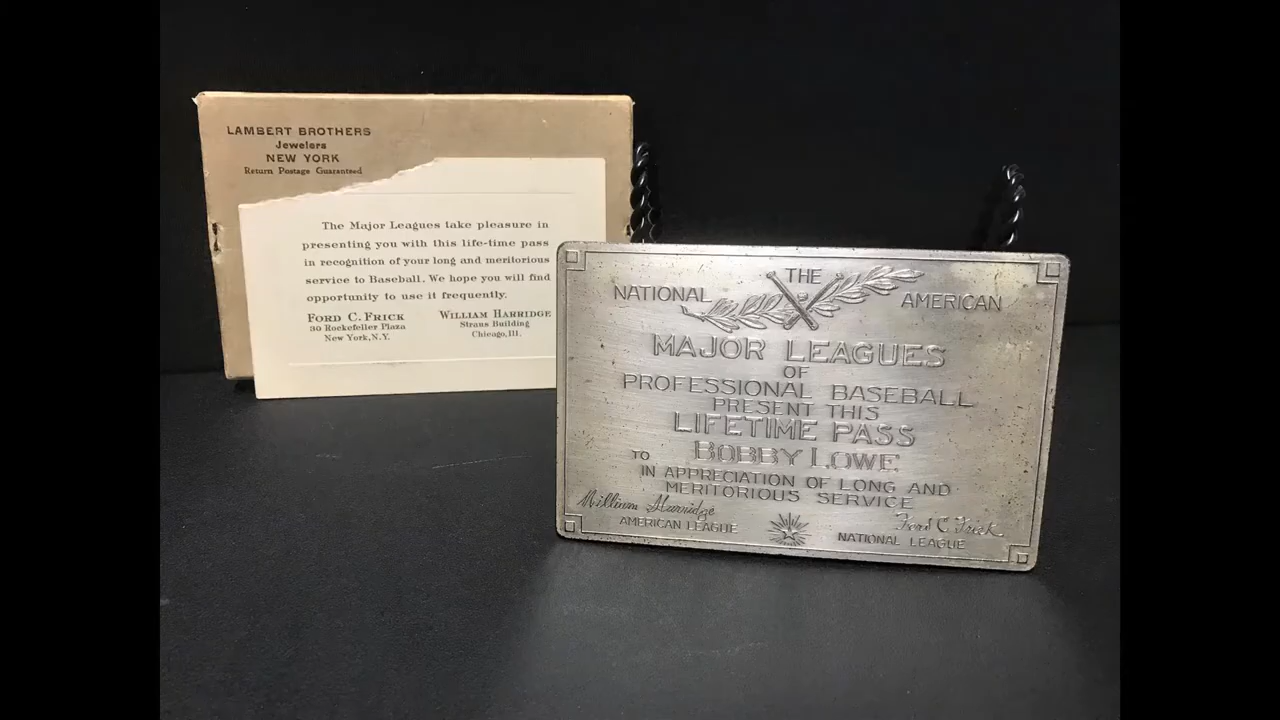 LAMBERT BROTHERS
Jewelers
NEW YORK
Return Postage Guaranteed
The Major Leagues take pleasure in
presenting you with this life-time pass
in recognition of your long and meritorious
service to Baseball. We hope you will find
opportunity to use it frequently.
FORD C. FRICK
30 Rockefeller Plaza
New York, N.Y.
WILLIAM HARRIDGE
Straus Building
Chicago, Ill.
THE
NATIONAL AMERICAN
MAJOR LEAGUES
OF
PROFESSIONAL BASEBALL
PRESENT THIS
LIFETIME PASS
TO BOBBY LOWE
IN APPRECIATION OF LONG AND
MERITORIOUS SERVICE
William Harridge
AMERICAN LEAGUE
Ford C. Frick
NATIONAL LEAGUE